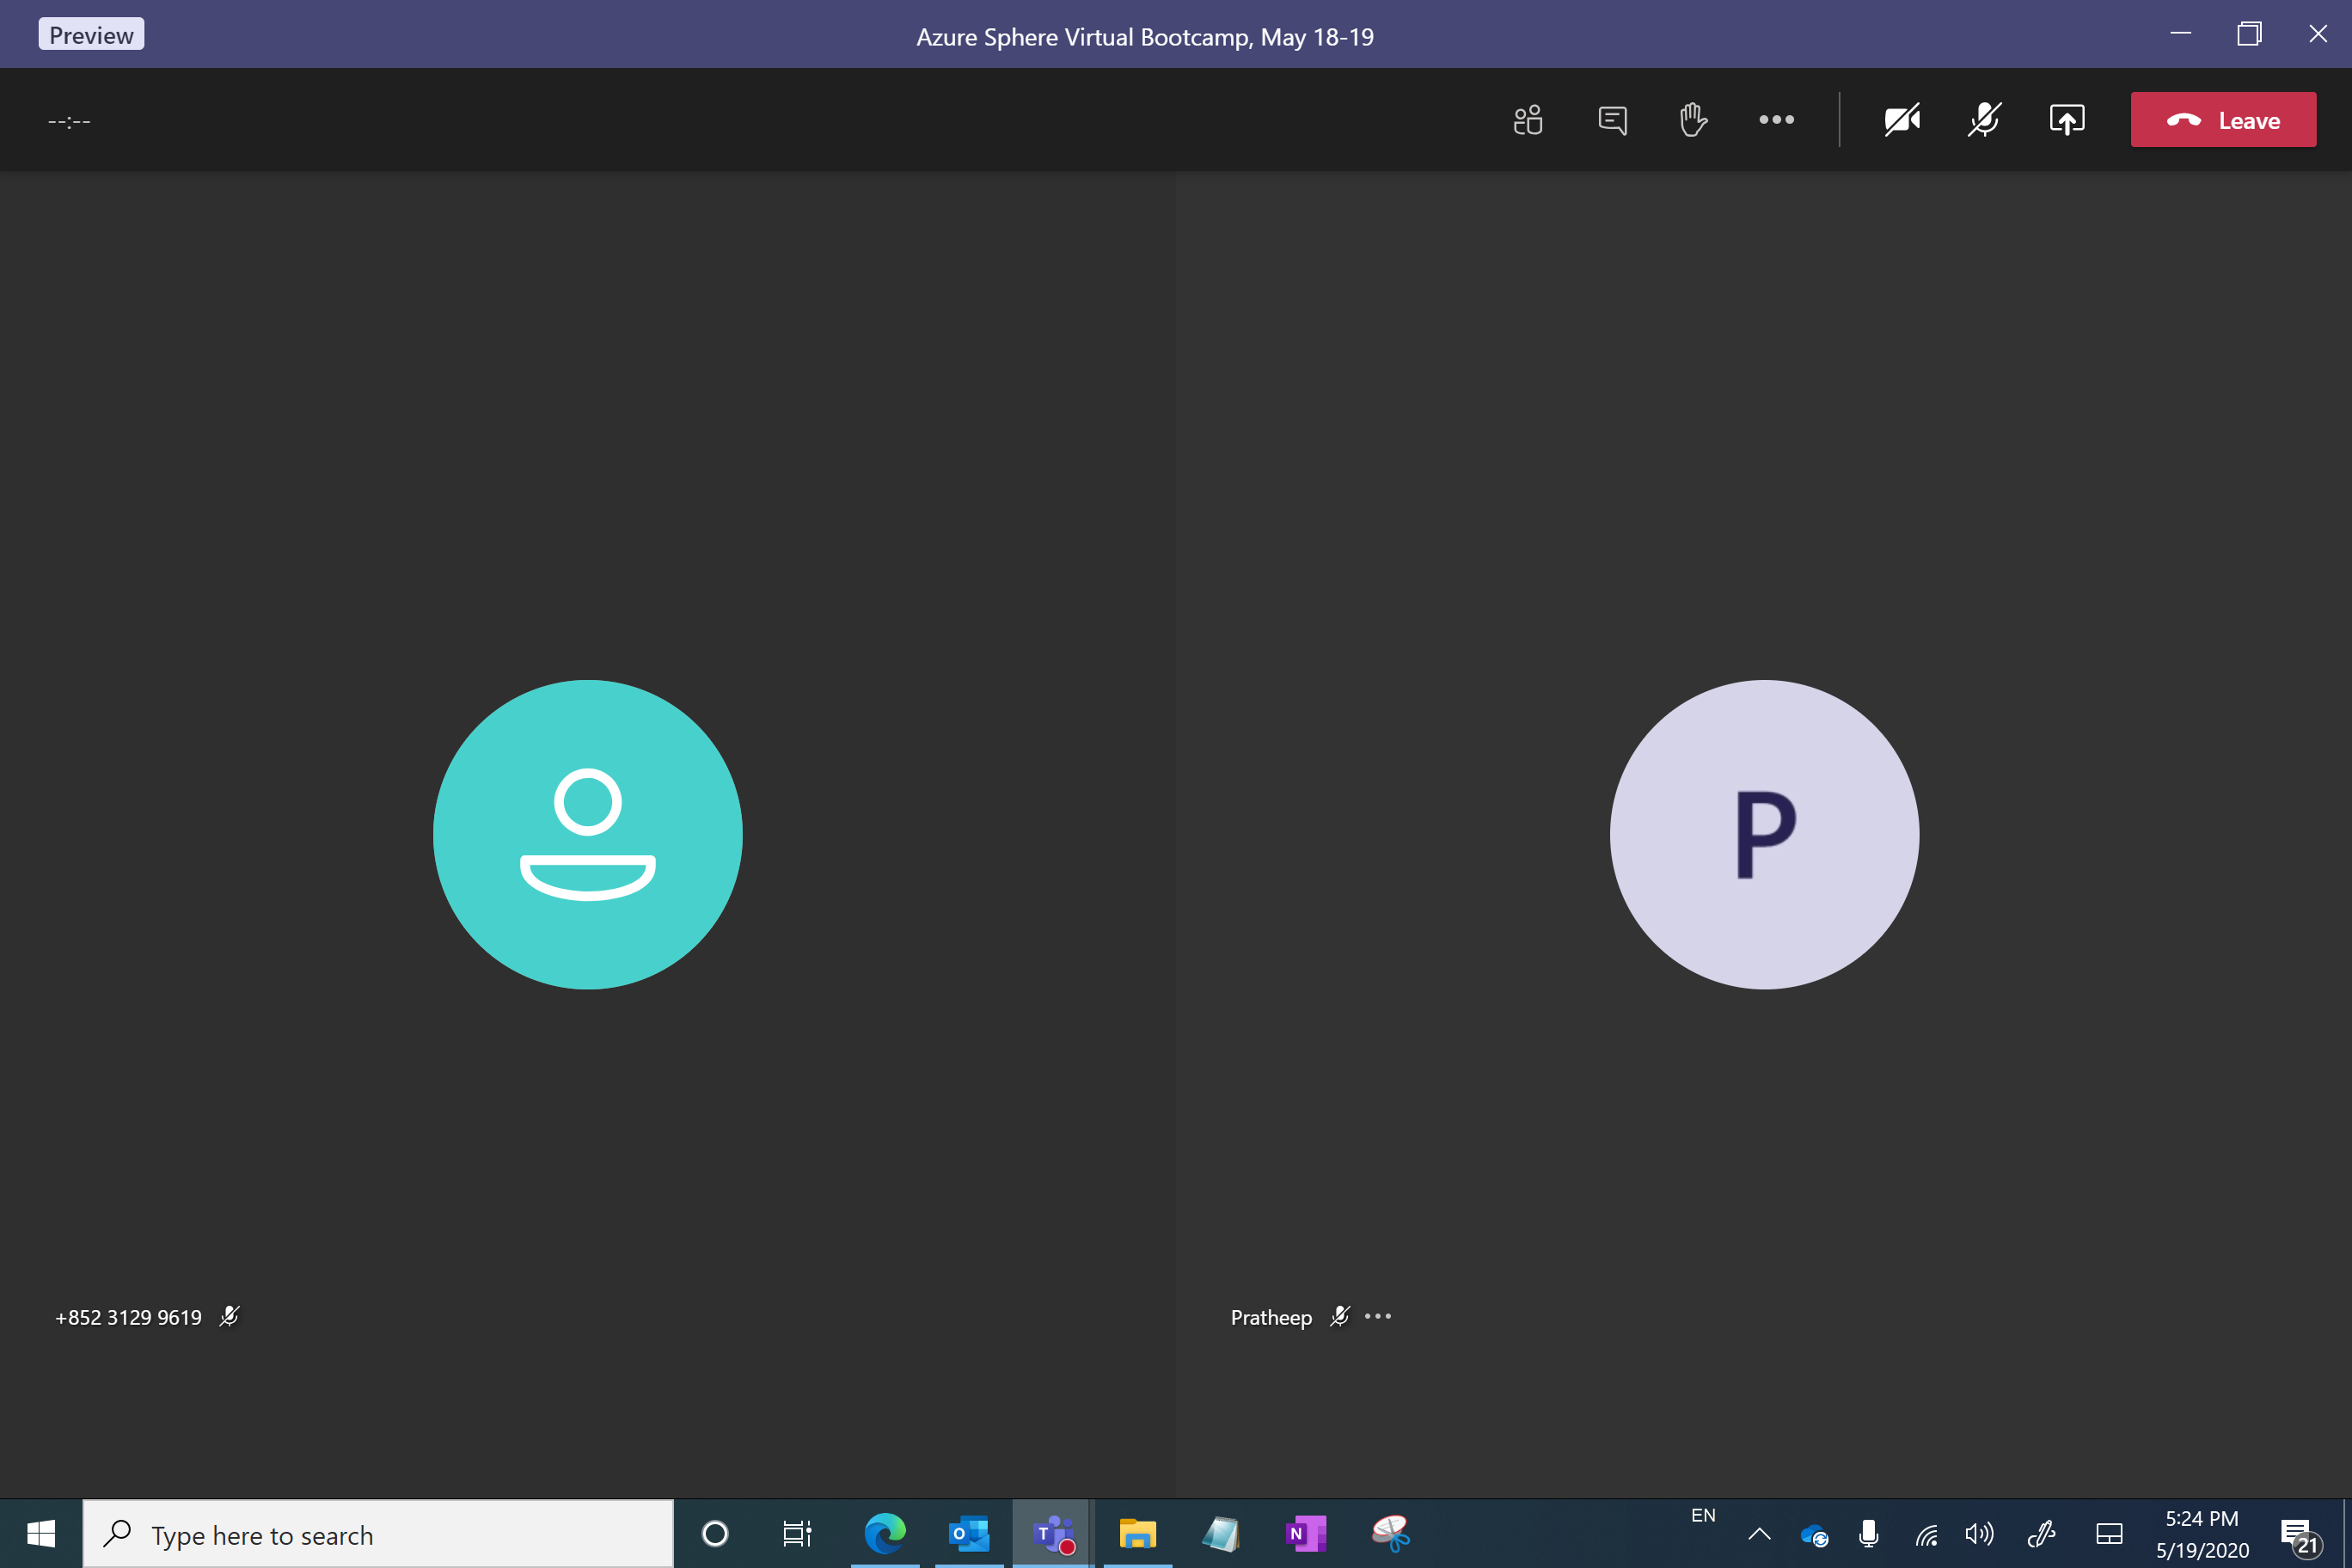 Preview
Azure Sphere Virtual Bootcamp, May 18-19
--:--
Leave
P
+852 3129 9619
Pratheep
Type here to search
O
T
N
EN
5:24 PM
5/19/2020
21